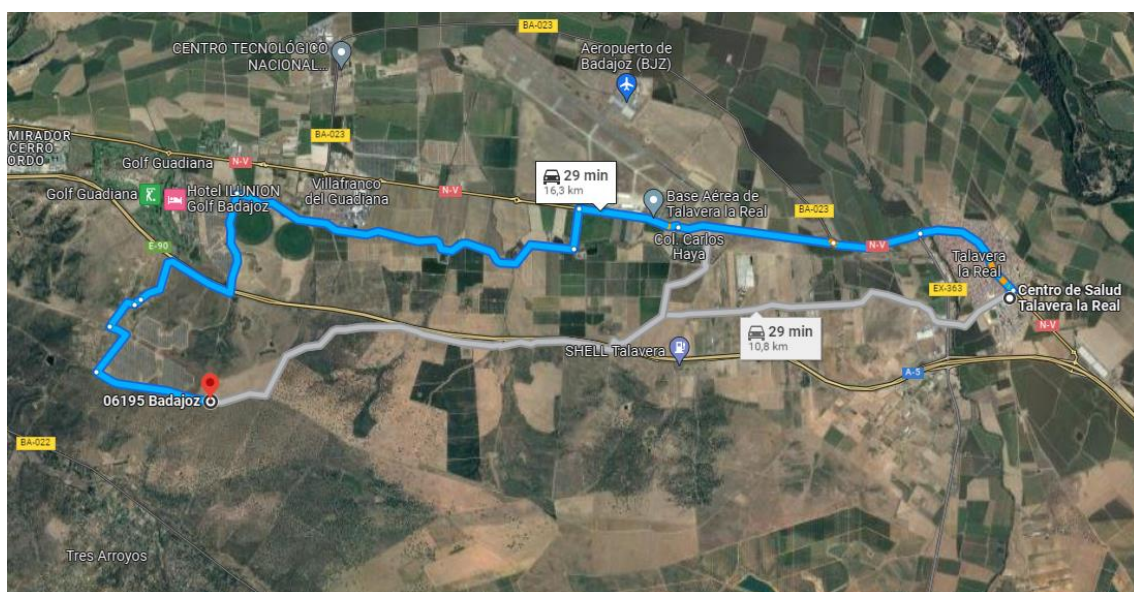 BA-023
CENTRO TECNOLÓGICO
NACIONAL...
Aeropuerto de
Badajoz (BJZ)
BA-023
MIRADOR
CERRO
ORDO
Golf Guadiana
N-V
29 min
16,3 km
Golf Guadiana
Hotel ILUNION
Golf Badajoz
Villafranco
del Guadiana
N-V
Base Aérea de
Talavera la Real
BA-023
E-90
Col. Carlos
Haya
N-V
Talavera
la Real
EX-363
Centro de Salud
Talavera la Real
N-V
29 min
10,8 km
SHELL Talavera
A-5
06195 Badajoz
BA-022
Tres Arroyos